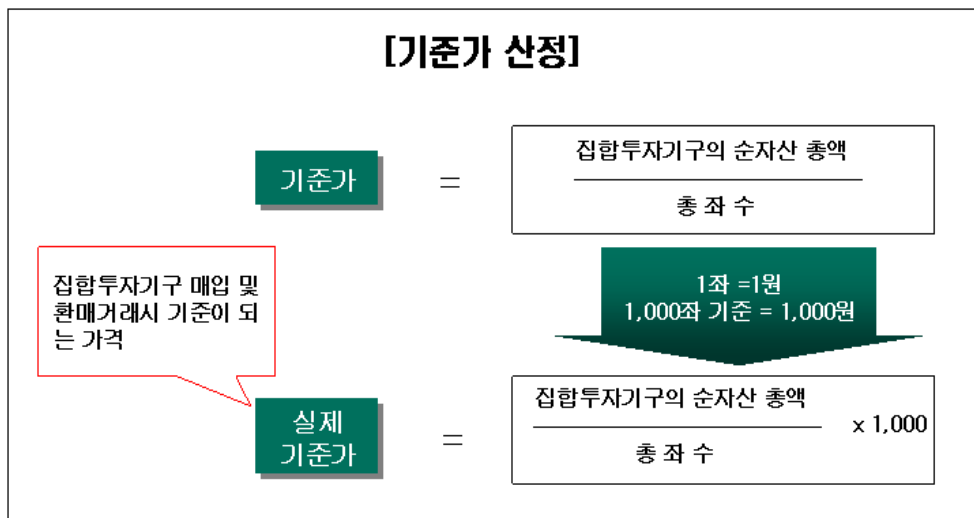 [기준가 산정]
기준가
=
집합투자기구의 순자산 총액
총 좌 수
집합투자기구 매입 및
환매거래시 기준이 되
는 가격
1좌 =1원
1,000좌 기준 = 1,000원
실제
기준가
=
집합투자기구의 순자산 총액
총 좌 수
x 1,000